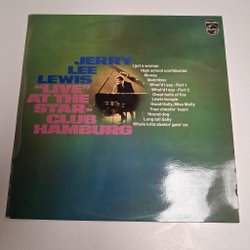 JERRY
LEE
LEWIS
"LIVE"
AT THE
STAR-
CLUB
HAMBURG
I got a woman
High school confidential
Money
Matchbox
What'd I say - Part 1
What'd I say - Part 2
Great balls of fire
Lewis boogie
Good Golly, Miss Molly
Your cheatin' heart
Hound dog
Long tall Sally
Whole lotta shakin' goin' on